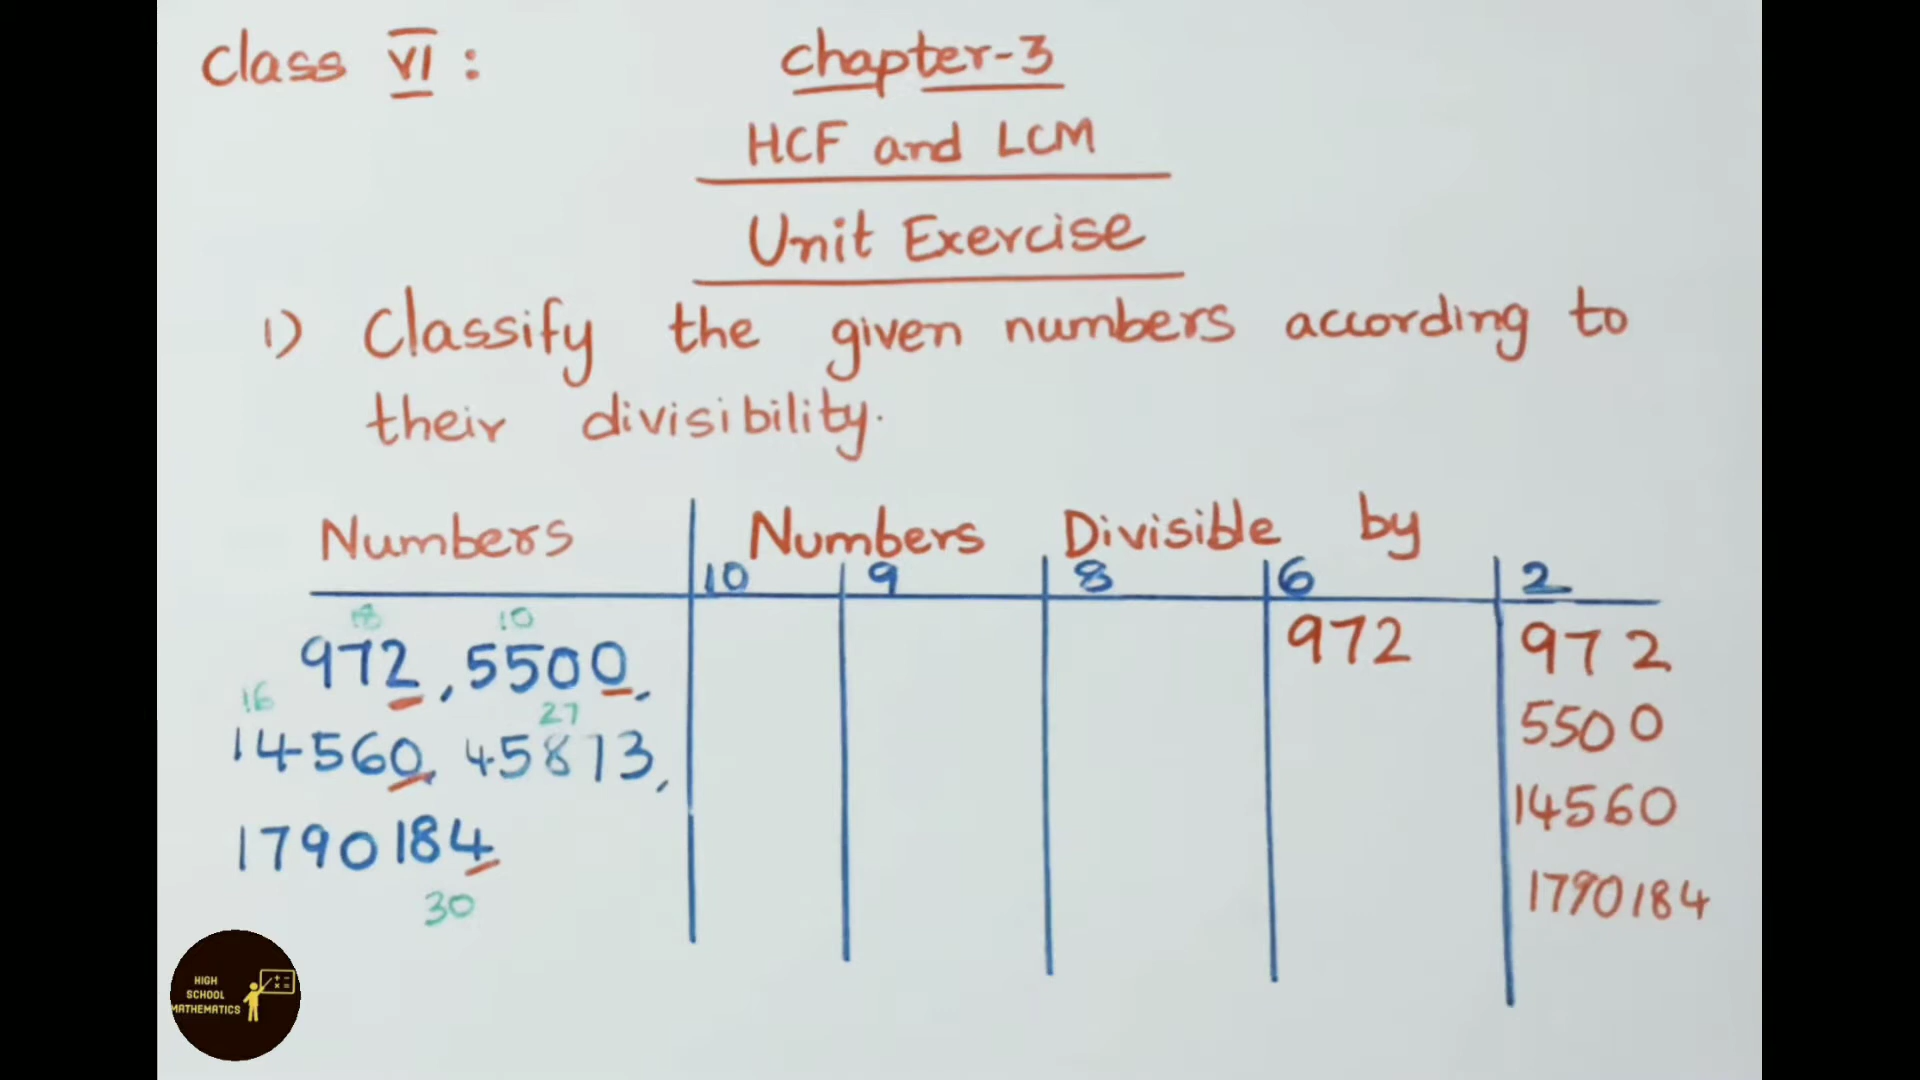 Class VI : Chapter-3
HCF and LCM
Unit Exercise
1) Classify the given numbers according to
their divisibility.
Numbers Numbers Divisible by
10 9 8 6 2
18 10
972, 5500, 972 972
16 27 5500
14560, 45873, 14560
1790184 1790184
30
HIGH
SCHOOL
MATHEMATICS